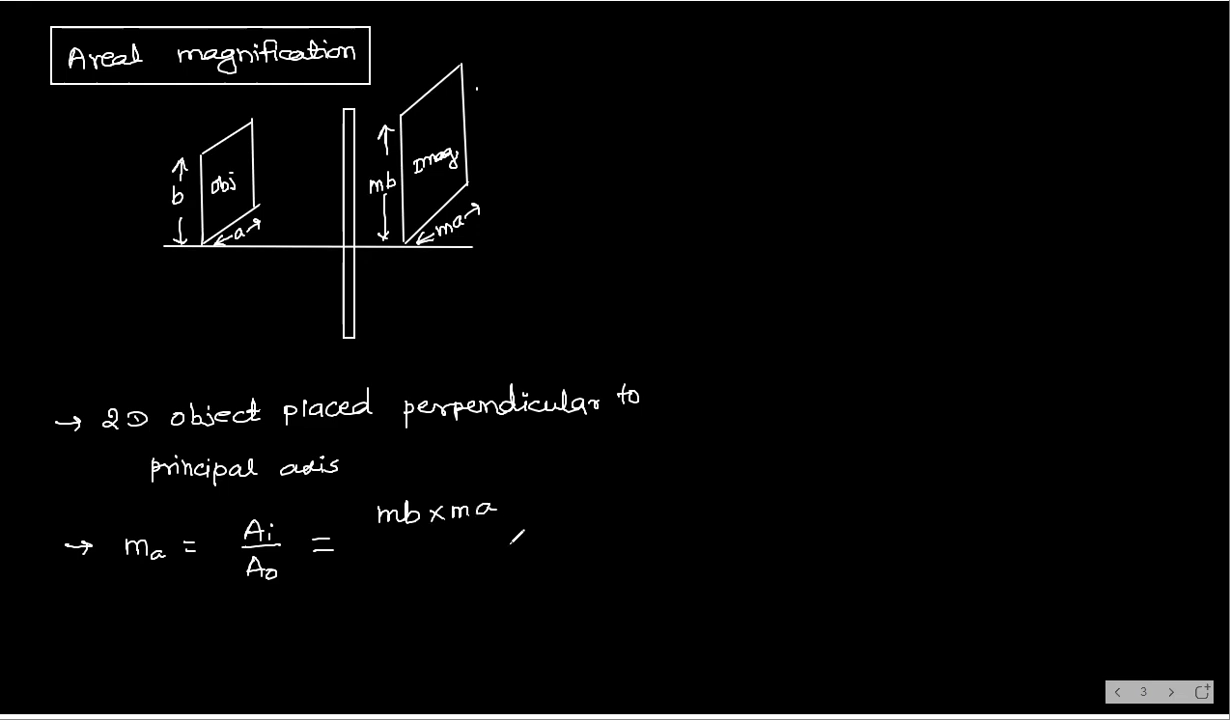 Areal magnification
b
obj
a
mb
Imag
ma
→ 2D object placed perpendicular to
principal axis
→ ma = Ai/Ao = mb x ma
3